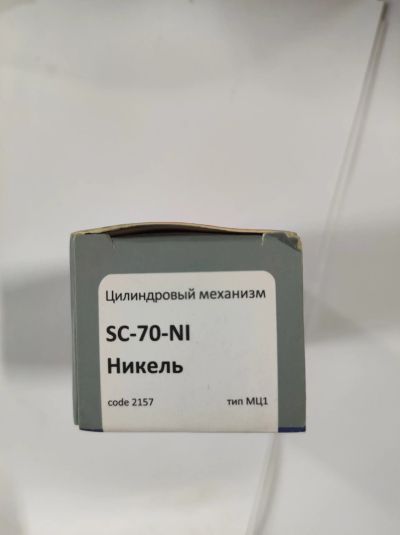 Цилиндровый механизм
SC-70-NI
Никель
code 2157 тип МЦ1